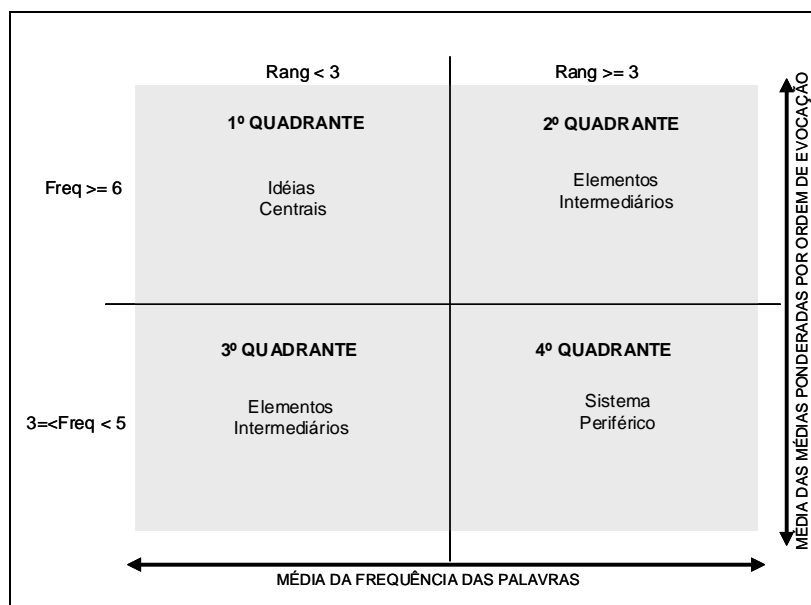 Rang < 3
Rang >= 3
1º QUADRANTE
2º QUADRANTE
Freq >= 6
Idéias
Centrais
Elementos
Intermediários
3º QUADRANTE
4º QUADRANTE
3=<Freq < 5
Elementos
Intermediários
Sistema
Periférico
MÉDIA DA FREQUÊNCIA DAS PALAVRAS
MÉDIA DAS MÉDIAS PONDERADAS POR ORDEM DE EVOCAÇÃO